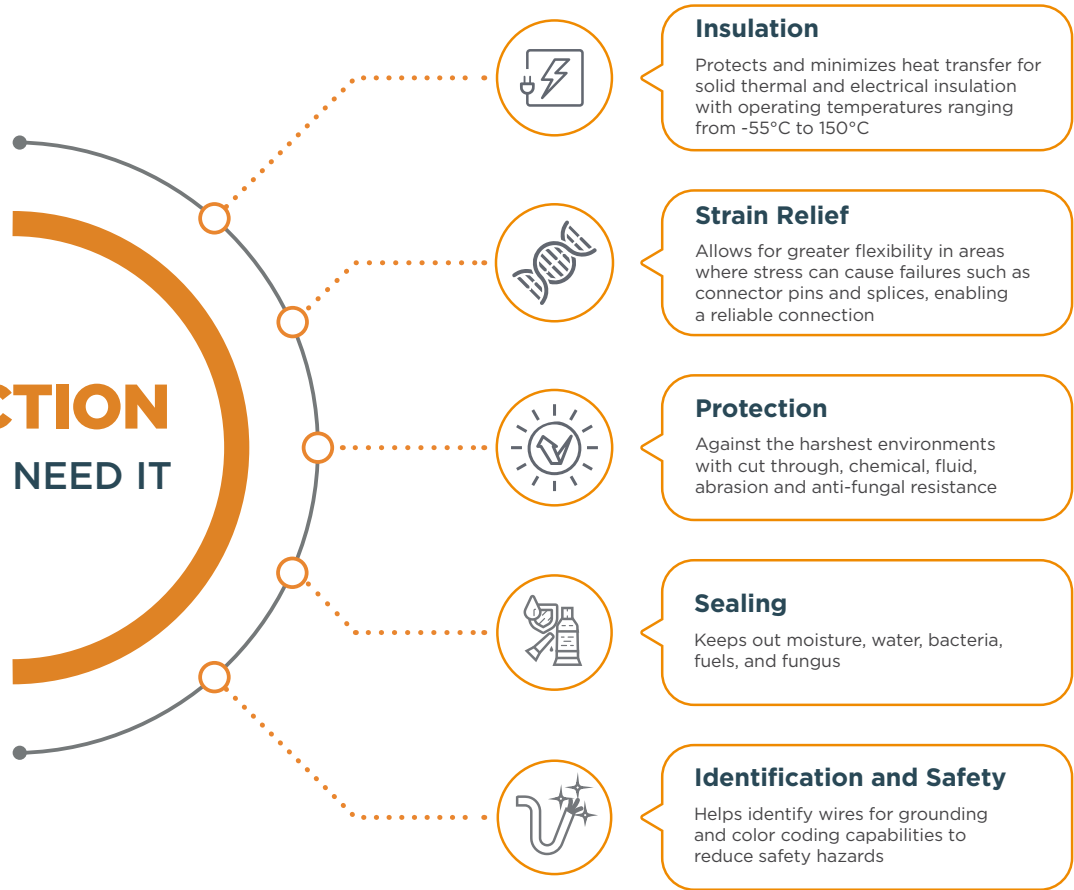 CTION
NEED IT
Insulation
Protects and minimizes heat transfer for
solid thermal and electrical insulation
with operating temperatures ranging
from -55°C to 150°C
Strain Relief
Allows for greater flexibility in areas
where stress can cause failures such as
connector pins and splices, enabling
a reliable connection
Protection
Against the harshest environments
with cut through, chemical, fluid,
abrasion and anti-fungal resistance
Sealing
Keeps out moisture, water, bacteria,
fuels, and fungus
Identification and Safety
Helps identify wires for grounding
and color coding capabilities to
reduce safety hazards